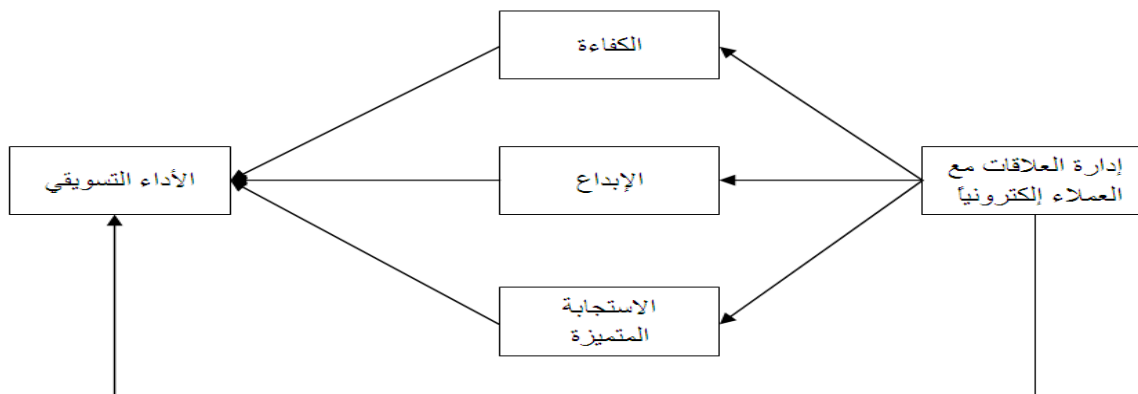 الكفاءة
إدارة العلاقات مع
العملاء إلكترونياً
الإبداع
الأداء التسويقي
الاستجابة
المتميزة